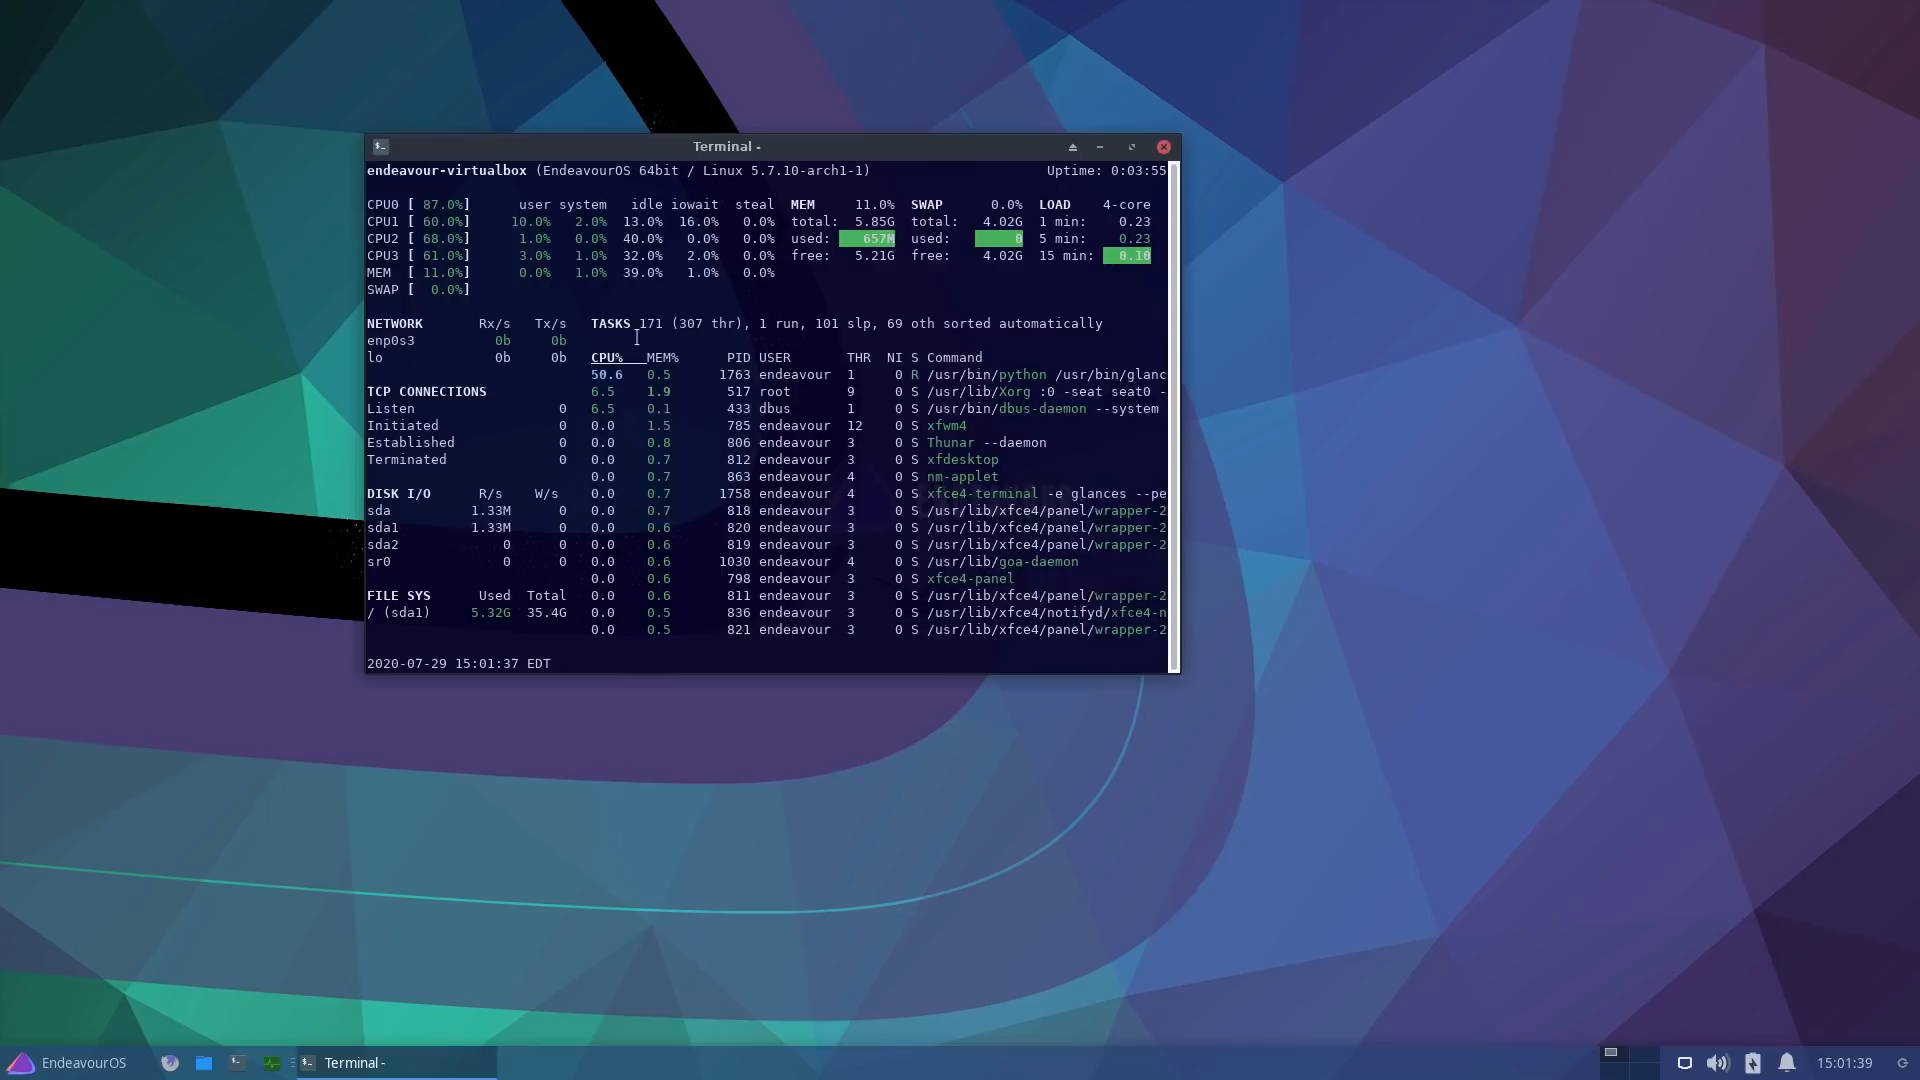 Terminal -
endeavour-virtualbox (EndeavourOS 64bit / Linux 5.7.10-arch1-1) Uptime: 0:03:55
CPU0 [ 87.0%] user system idle iowait steal MEM 11.0% SWAP 0.0% LOAD 4-core
CPU1 [ 60.0%] 10.0% 2.0% 13.0% 16.0% 0.0% total: 5.85G total: 4.02G 1 min: 0.23
CPU2 [ 68.0%] 1.0% 0.0% 40.0% 0.0% 0.0% used: 657M used: 0 5 min: 0.23
CPU3 [ 61.0%] 3.0% 1.0% 32.0% 2.0% 0.0% free: 5.21G free: 4.02G 15 min: 0.10
MEM [ 11.0%] 0.0% 1.0% 39.0% 1.0% 0.0%
SWAP [ 0.0%]
NETWORK Rx/s Tx/s TASKS 171 (307 thr), 1 run, 101 slp, 69 oth sorted automatically
enp0s3 0b 0b
lo 0b 0b CPU% MEM% PID USER THR NI S Command
50.6 0.5 1763 endeavour 1 0 R /usr/bin/python /usr/bin/glanc
TCP CONNECTIONS 6.5 1.9 517 root 9 0 S /usr/lib/Xorg :0 -seat seat0 -
Listen 0 6.5 0.1 433 dbus 1 0 S /usr/bin/dbus-daemon --system
Initiated 0 0.0 1.5 785 endeavour 12 0 S xfwm4
Established 0 0.0 0.8 806 endeavour 3 0 S Thunar --daemon
Terminated 0 0.0 0.7 812 endeavour 3 0 S xfdesktop
0.0 0.7 863 endeavour 4 0 S nm-applet
DISK I/O R/s W/s 0.0 0.7 1758 endeavour 4 0 S xfce4-terminal -e glances --pe
sda 1.33M 0 0.0 0.7 818 endeavour 3 0 S /usr/lib/xfce4/panel/wrapper-2
sda1 1.33M 0 0.0 0.6 820 endeavour 3 0 S /usr/lib/xfce4/panel/wrapper-2
sda2 0 0 0.0 0.6 819 endeavour 3 0 S /usr/lib/xfce4/panel/wrapper-2
sr0 0 0 0.0 0.6 1030 endeavour 4 0 S /usr/lib/goa-daemon
0.0 0.6 798 endeavour 3 0 S xfce4-panel
FILE SYS Used Total 0.0 0.6 811 endeavour 3 0 S /usr/lib/xfce4/panel/wrapper-2
/ (sda1) 5.32G 35.4G 0.0 0.5 836 endeavour 3 0 S /usr/lib/xfce4/notifyd/xfce4-n
0.0 0.5 821 endeavour 3 0 S /usr/lib/xfce4/panel/wrapper-2
2020-07-29 15:01:37 EDT
EndeavourOS Terminal - 15:01:39